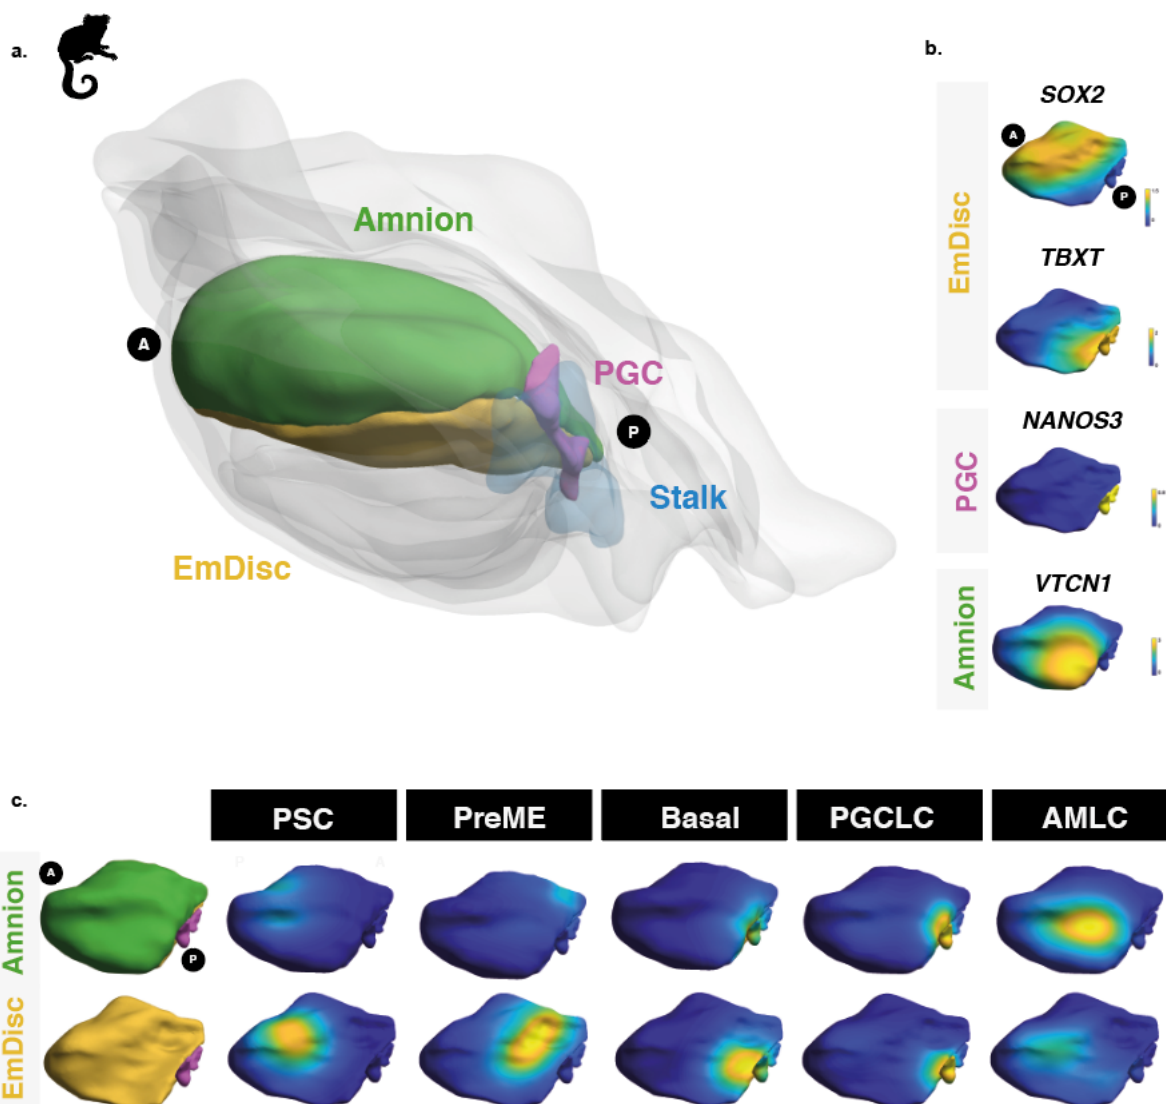 a.
Amnion
A
PGC
P
Stalk
EmDisc
b.
EmDisc
SOX2
A
P
TBXT
PGC
NANOS3
Amnion
VTCN1
c.
PSC
PreME
Basal
PGCLC
AMLC
Amnion
A
P
P
A
EmDisc